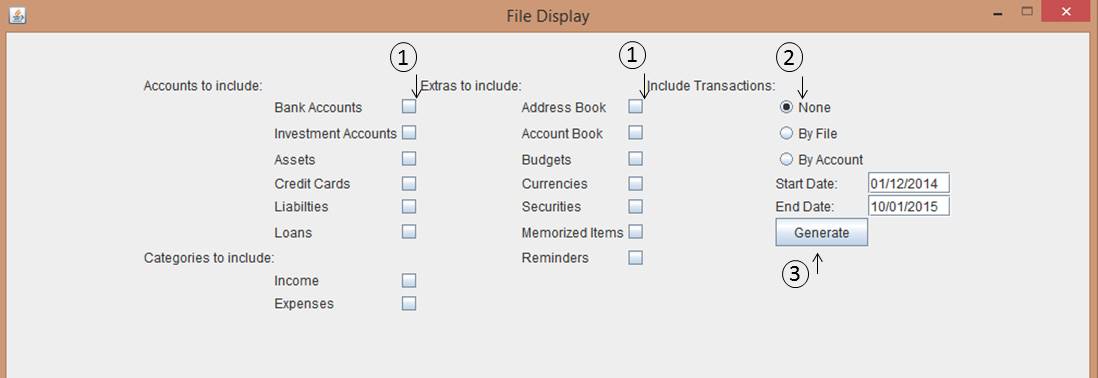 File Display
1 1 2
Accounts to include: Extras to include: Include Transactions:
Bank Accounts Address Book None
Investment Accounts Account Book By File
Assets Budgets By Account
Credit Cards Currencies Start Date: 01/12/2014
Liabilties Securities End Date: 10/01/2015
Loans Memorized Items Generate
Categories to include: Reminders 3
Income
Expenses